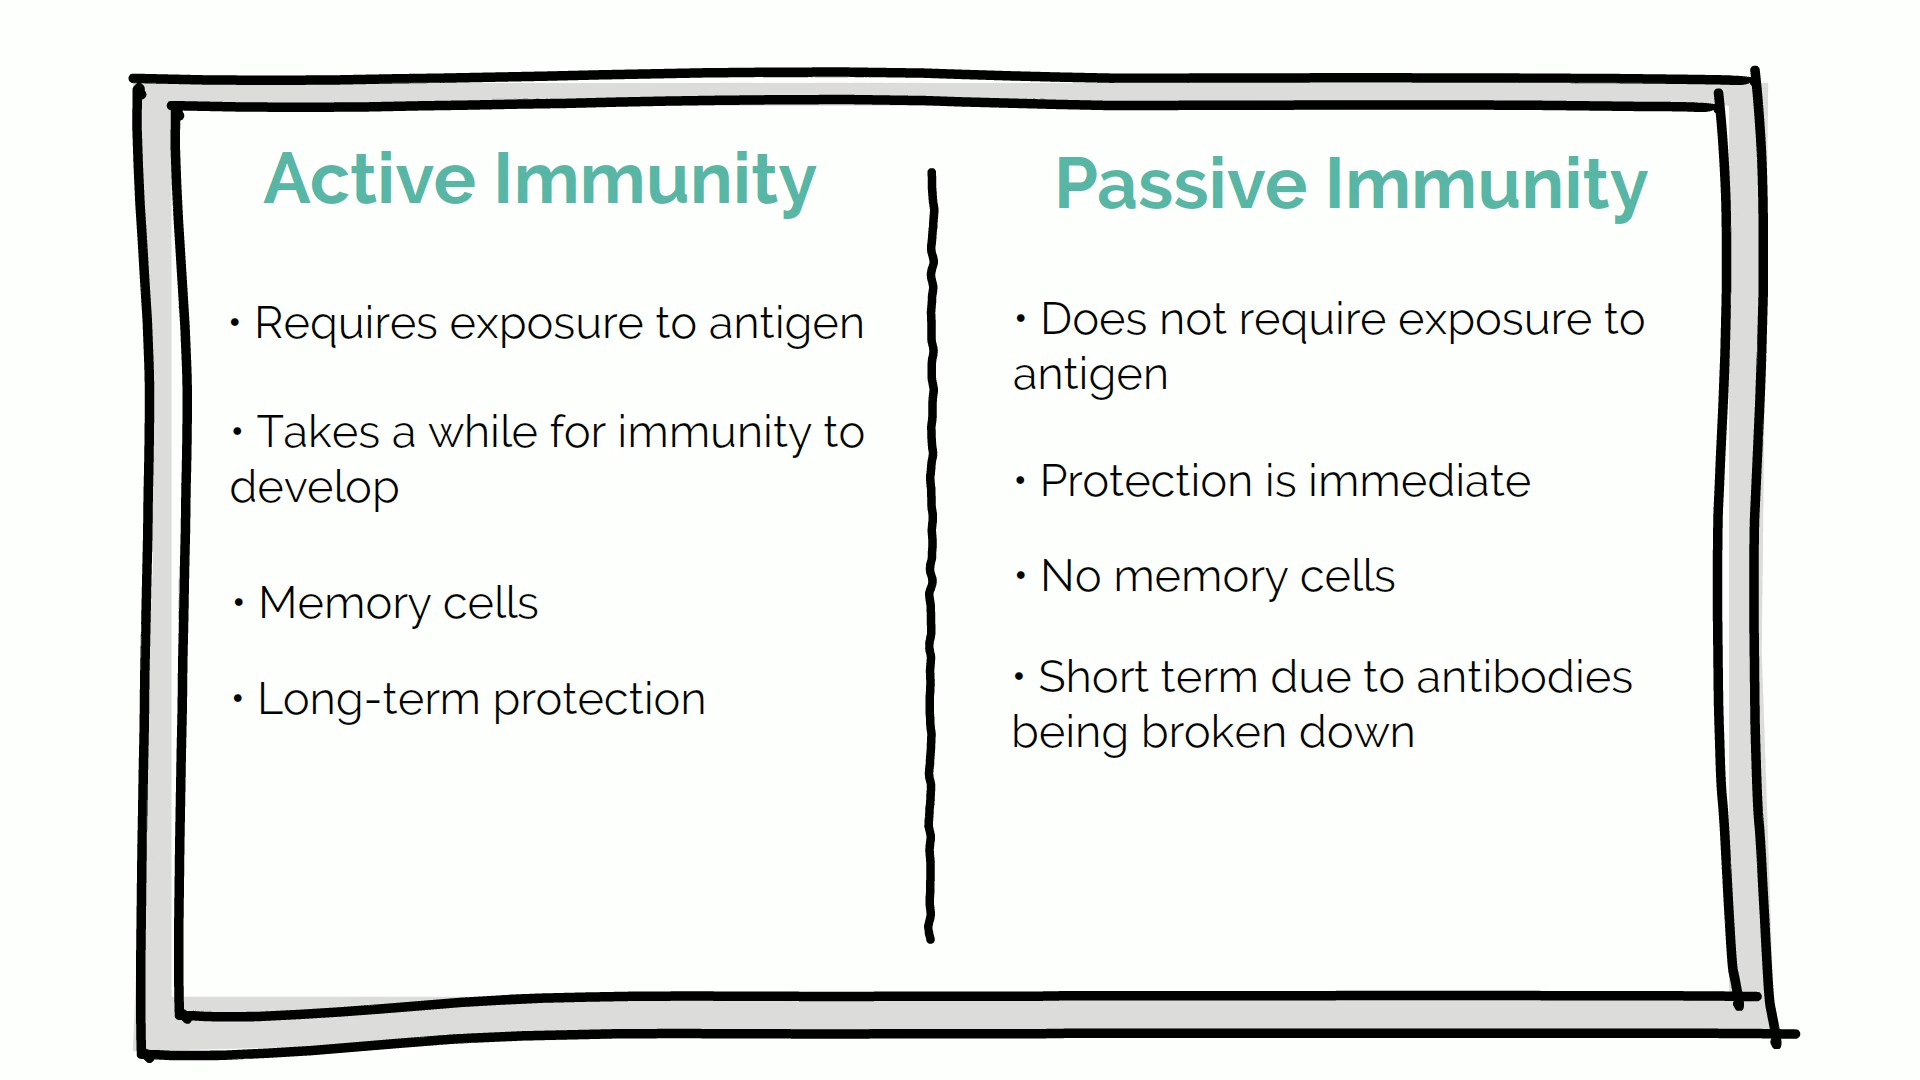 Active Immunity
• Requires exposure to antigen
• Takes a while for immunity to
develop
• Memory cells
• Long-term protection
Passive Immunity
• Does not require exposure to
antigen
• Protection is immediate
• No memory cells
• Short term due to antibodies
being broken down